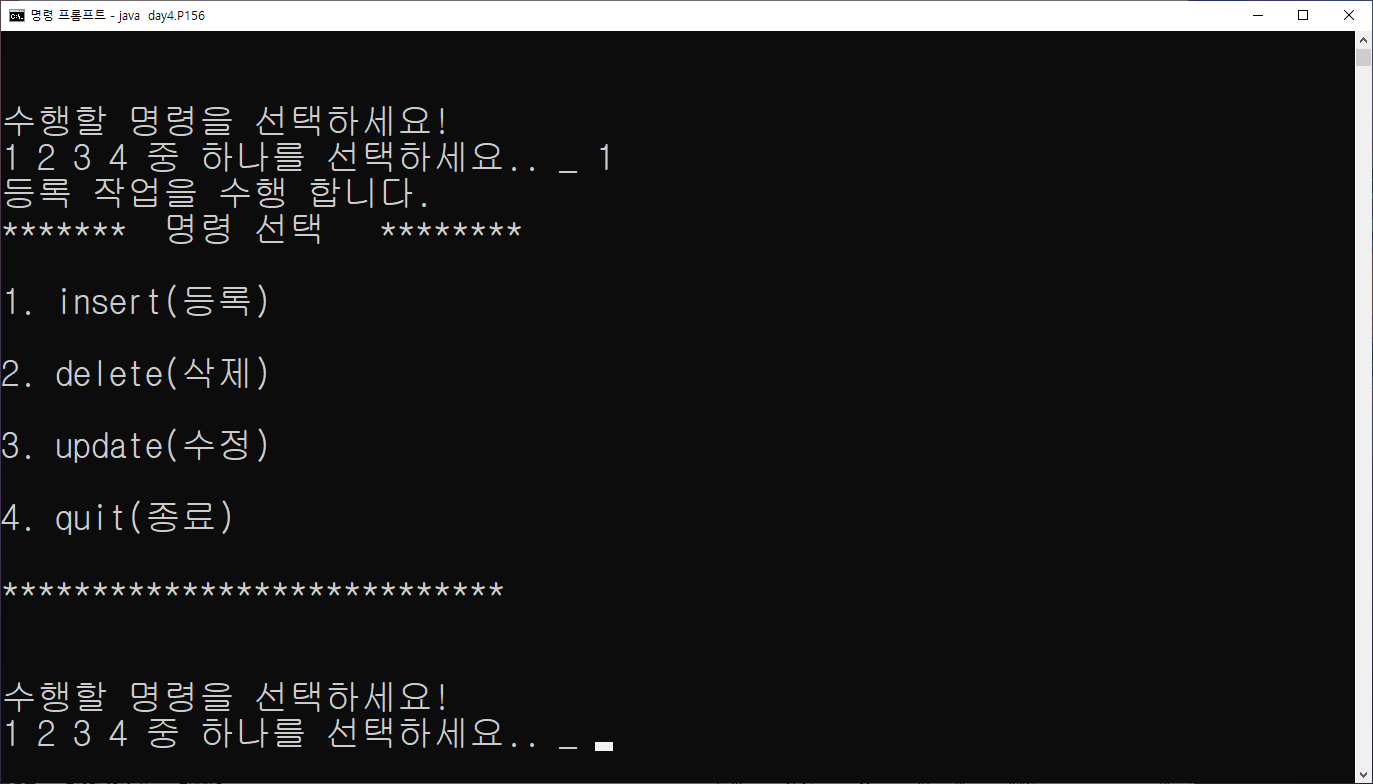 명령 프롬프트 - java  day4.P156
수행할 명령을 선택하세요!
1 2 3 4 중 하나를 선택하세요.. _ 1
등록 작업을 수행 합니다.
*******  명령 선택   ********
1. insert(등록)
2. delete(삭제)
3. update(수정)
4. quit(종료)
****************************
수행할 명령을 선택하세요!
1 2 3 4 중 하나를 선택하세요.. _